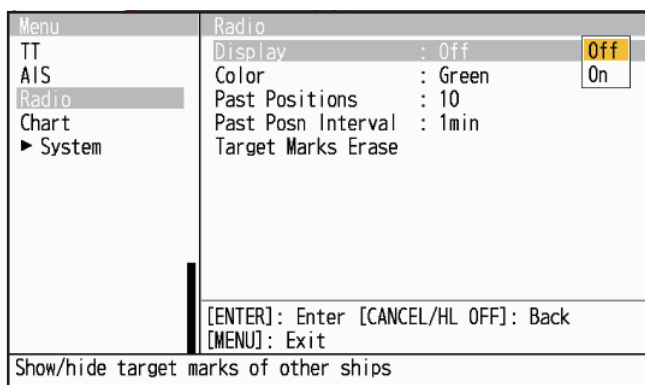 Menu
TT
AIS
Radio
Chart
► System
Radio
Display : Off
Off
On
Color : Green
Past Positions : 10
Past Posn Interval : 1min
Target Marks Erase
[ENTER]: Enter [CANCEL/HL OFF]: Back
[MENU]: Exit
Show/hide target marks of other ships